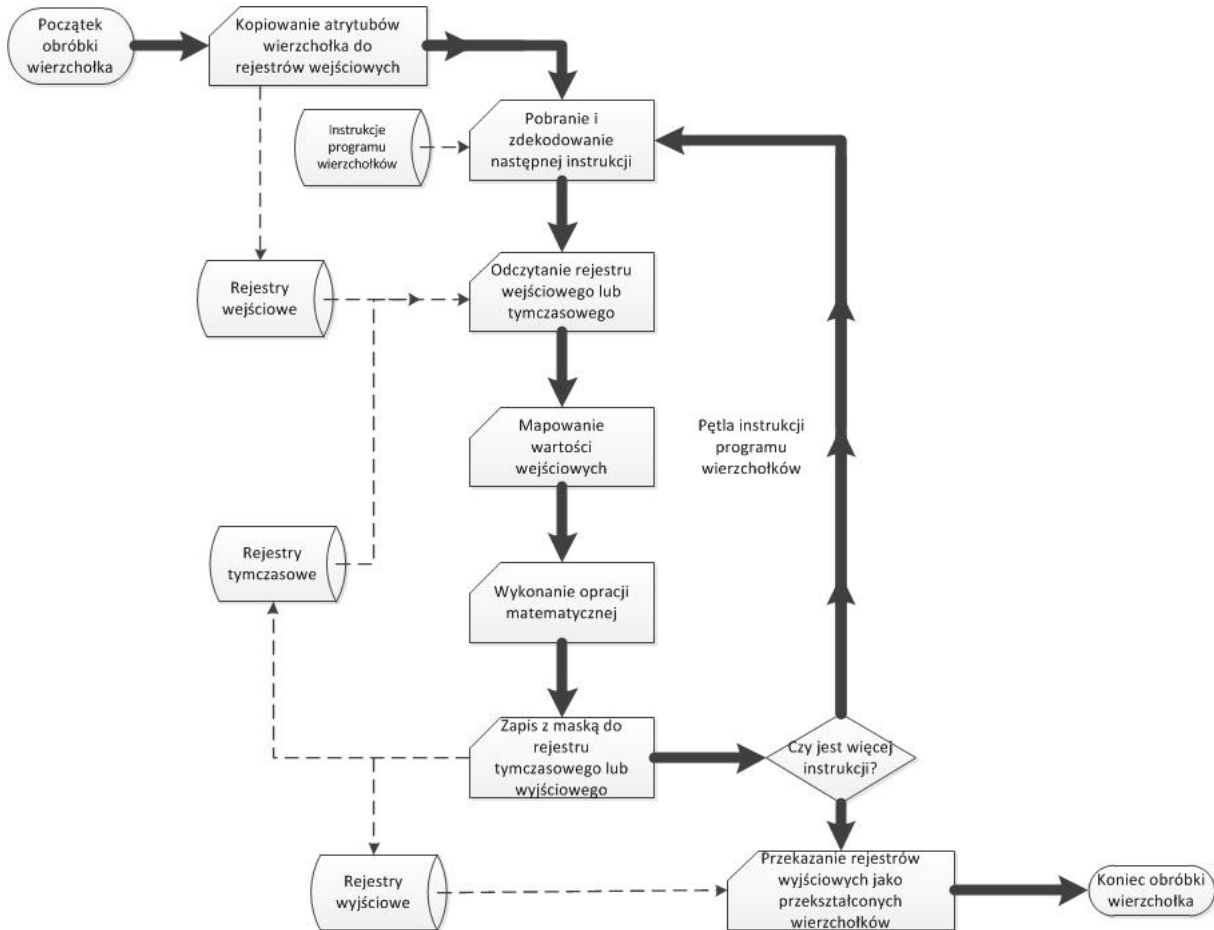 Początek
obróbki
wierzchołka
Kopiowanie atrytubów
wierzchołka do
rejestrów wejściowych
Instrukcje
programu
wierzchołków
Pobranie i
zdekodowanie
następnej instrukcji
Rejestry
wejściowe
Odczytanie rejestru
wejściowego lub
tymczasowego
Mapowanie
wartości
wejściowych
Pętla instrukcji
programu
wierzchołków
Rejestry
tymczasowe
Wykonanie opracji
matematycznej
Zapis z maską do
rejestru
tymczasowego lub
wyjściowego
Czy jest więcej
instrukcji?
Rejestry
wyjściowe
Przekazanie rejestrów
wyjściowych jako
przekształconych
wierzchołków
Koniec obróbki
wierzchołka